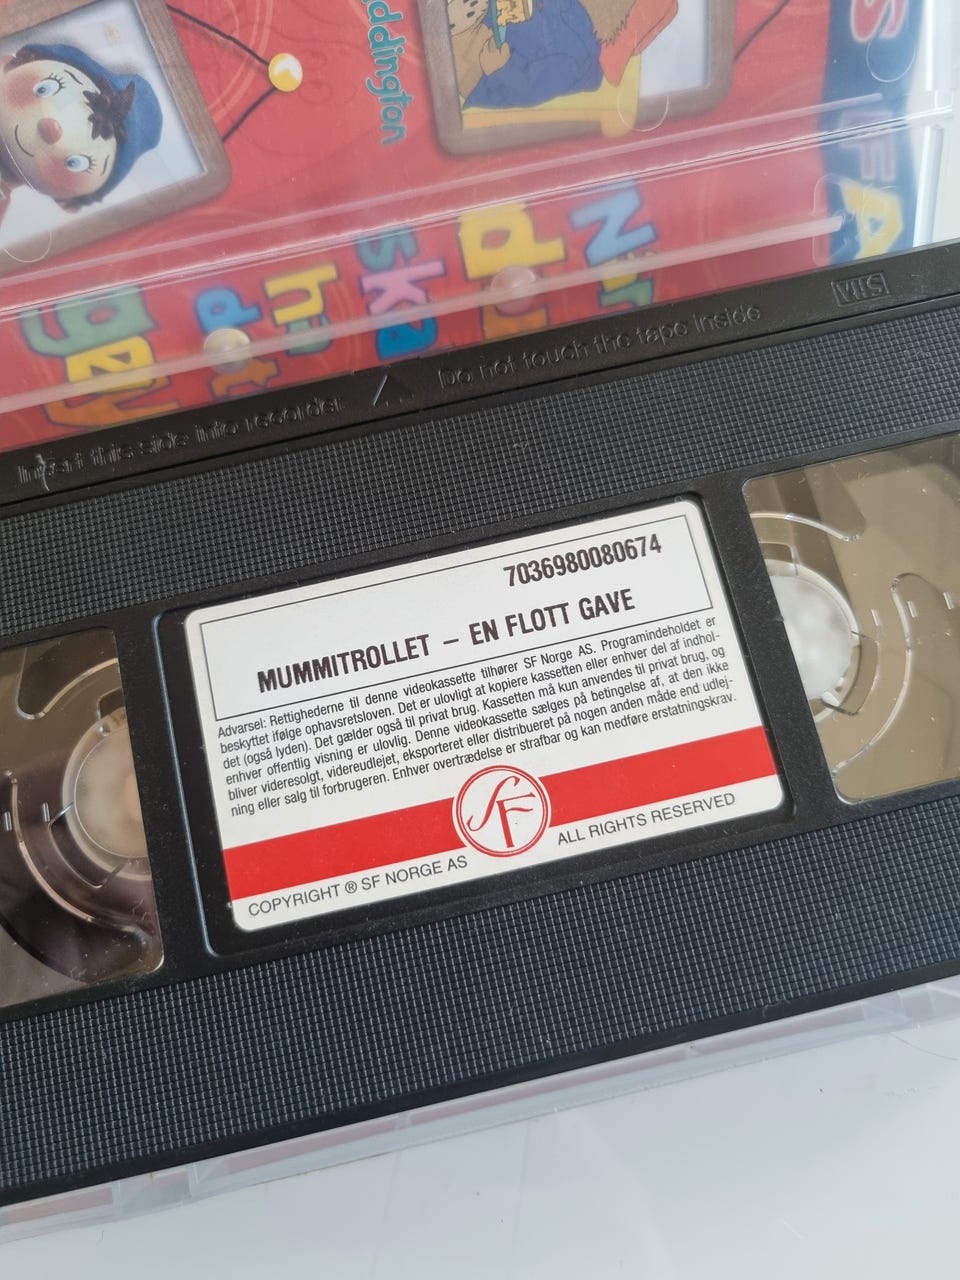 addington
VHS
Insert this side into recorder
Do not touch the tape inside
7036980080674
MUMMITROLLET – EN FLOTT GAVE
Advarsel: Rettighederne til denne videokassette tilhører SF Norge AS. Programindeholdet er
beskyttet ifølge ophavsretsloven. Det er ulovligt at kopiere kassetten eller enhver del af indhol-
det (også lyden). Det gælder også til privat brug. Kassetten må kun anvendes til privat brug, og
enhver offentlig visning er ulovlig. Denne videokassette sælges på betingelse af, at den ikke
bliver videresolgt, videreudlejet, eksporteret eller distribueret på nogen anden måde end udlej-
ning eller salg til forbrugeren. Enhver overtrædelse er strafbar og kan medføre erstatningskrav.
SF
COPYRIGHT ® SF NORGE AS
ALL RIGHTS RESERVED